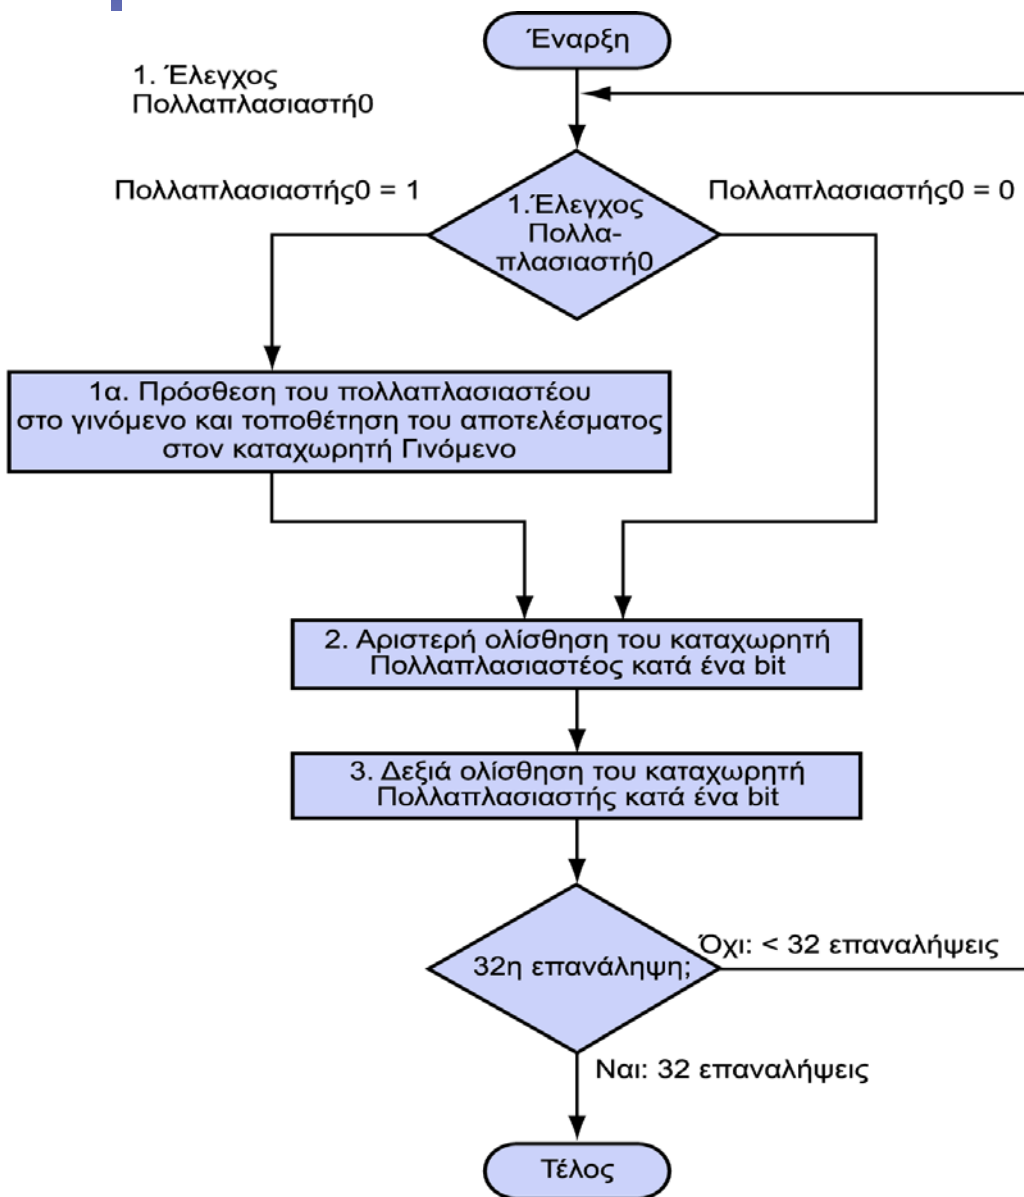 Έναρξη
1. Έλεγχος
Πολλαπλασιαστή0
Πολλαπλασιαστής0 = 1
Πολλαπλασιαστής0 = 0
1.Έλεγχος
Πολλα-
πλασιαστή0
1α. Πρόσθεση του πολλαπλασιαστέου
στο γινόμενο και τοποθέτηση του αποτελέσματος
στον καταχωρητή Γινόμενο
2. Αριστερή ολίσθηση του καταχωρητή
Πολλαπλασιαστέος κατά ένα bit
3. Δεξιά ολίσθηση του καταχωρητή
Πολλαπλασιαστής κατά ένα bit
Όχι: < 32 επαναλήψεις
32η επανάληψη;
Ναι: 32 επαναλήψεις
Τέλος